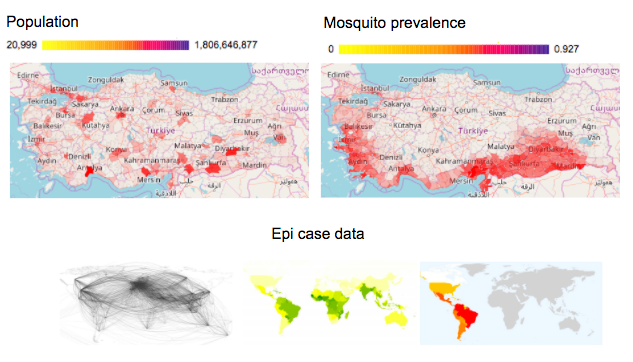 Population
20,999 1,806,646,877
Edirne
Zonguldak
Samsun
საქართველო
İstanbul
Tekirdağ
Sakarya
Trabzon
Bursa
Ankara
Çorum
Sivas
Erzurum
Balıkesir
Kütahya
Ağrı
Türkiye
Muş
Van
İzmir
Malatya
Diyarbakır
Aydın
Denizli
Konya
Kahramanmaraş
Şanlıurfa
Mardin
Antalya
Mersin
حلب
الرقة
اللاذقية
Mosquito prevalence
0 0.927
Edirne
Zonguldak
Samsun
საქართველო
İstanbul
Tekirdağ
Sakarya
Trabzon
Bursa
Ankara
Çorum
Sivas
Erzurum
Balıkesir
Kütahya
Ağrı
Türkiye
Muş
Van
İzmir
Malatya
Diyarbakır
Aydın
Denizli
Konya
Kahramanmaraş
Şanlıurfa
Mardin
Antalya
Mersin
حلب
الرقة
اللاذقية
Epi case data